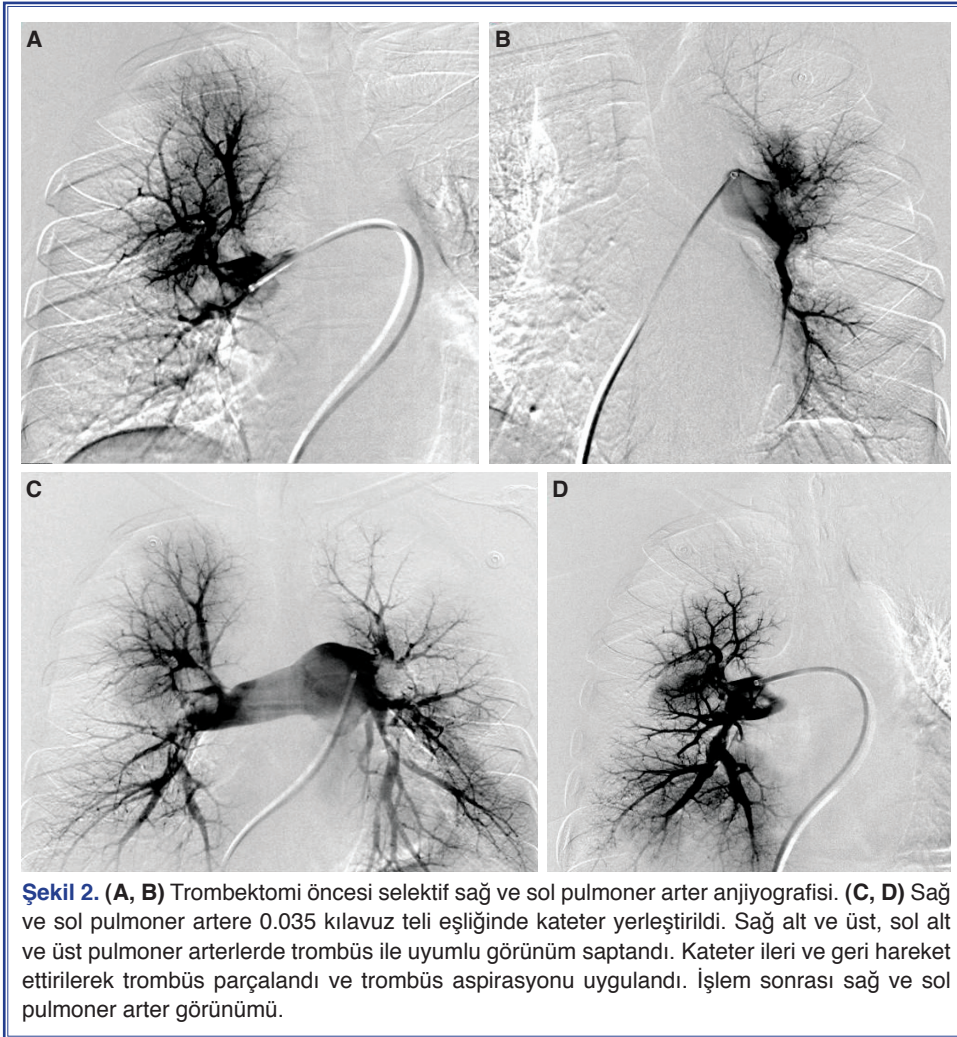 A
B
C
D
Şekil 2. (A, B) Trombektomi öncesi selektif sağ ve sol pulmoner arter anjiyografisi. (C, D) Sağ
ve sol pulmoner artere 0.035 kılavuz teli eşliğinde kateter yerleştirildi. Sağ alt ve üst, sol alt
ve üst pulmoner arterlerde trombüs ile uyumlu görünüm saptandı. Kateter ileri ve geri hareket
ettirilerek trombüs parçalandı ve trombüs aspirasyonu uygulandı. İşlem sonrası sağ ve sol
pulmoner arter görünümü.